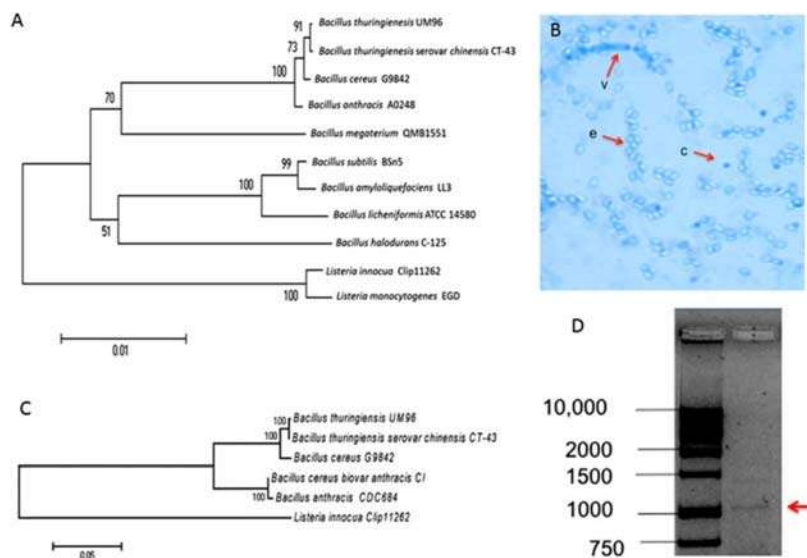 A
91
Bacillus thuringienesis UM96
73
Bacillus thuringienesis serovar chinensis CT-43
100
Bacillus cereus G9842
Bacillus anthracis A0248
70
Bacillus megaterium QMB1551
99
Bacillus subtilis BSn5
100
Bacillus amyloliquefaciens LL3
Bacillus licheniformis ATCC 14580
51
Bacillus halodurans C-125
Listeria innocua Clip11262
100
Listeria monocytogenes EGD
0.01
B
v
e
c
C
100
Bacillus thuringiensis UM96
100
Bacillus thuringiensis serovar chinensis CT-43
Bacillus cereus G9842
Bacillus cereus biovar anthracis CI
100
Bacillus anthracis CDC684
Listeria innocua Clip11262
0.05
D
10,000
2000
1500
1000
750